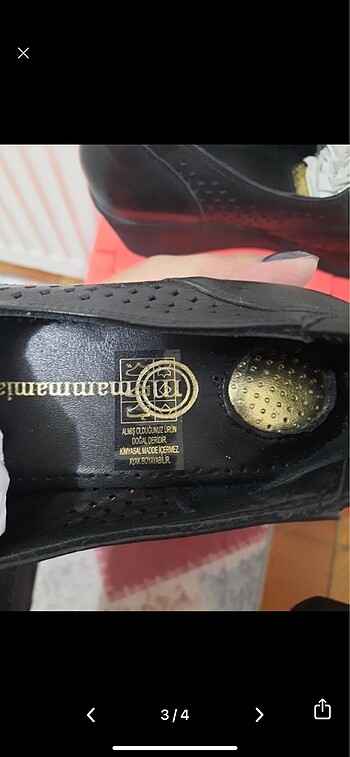 mammamia
ALMIŞ OLDUĞUNUZ ÜRÜN
DOĞAL DERİDİR.
KİMYASAL MADDE İÇERMEZ.
AYAK BOYAYABİLİR.
3/4